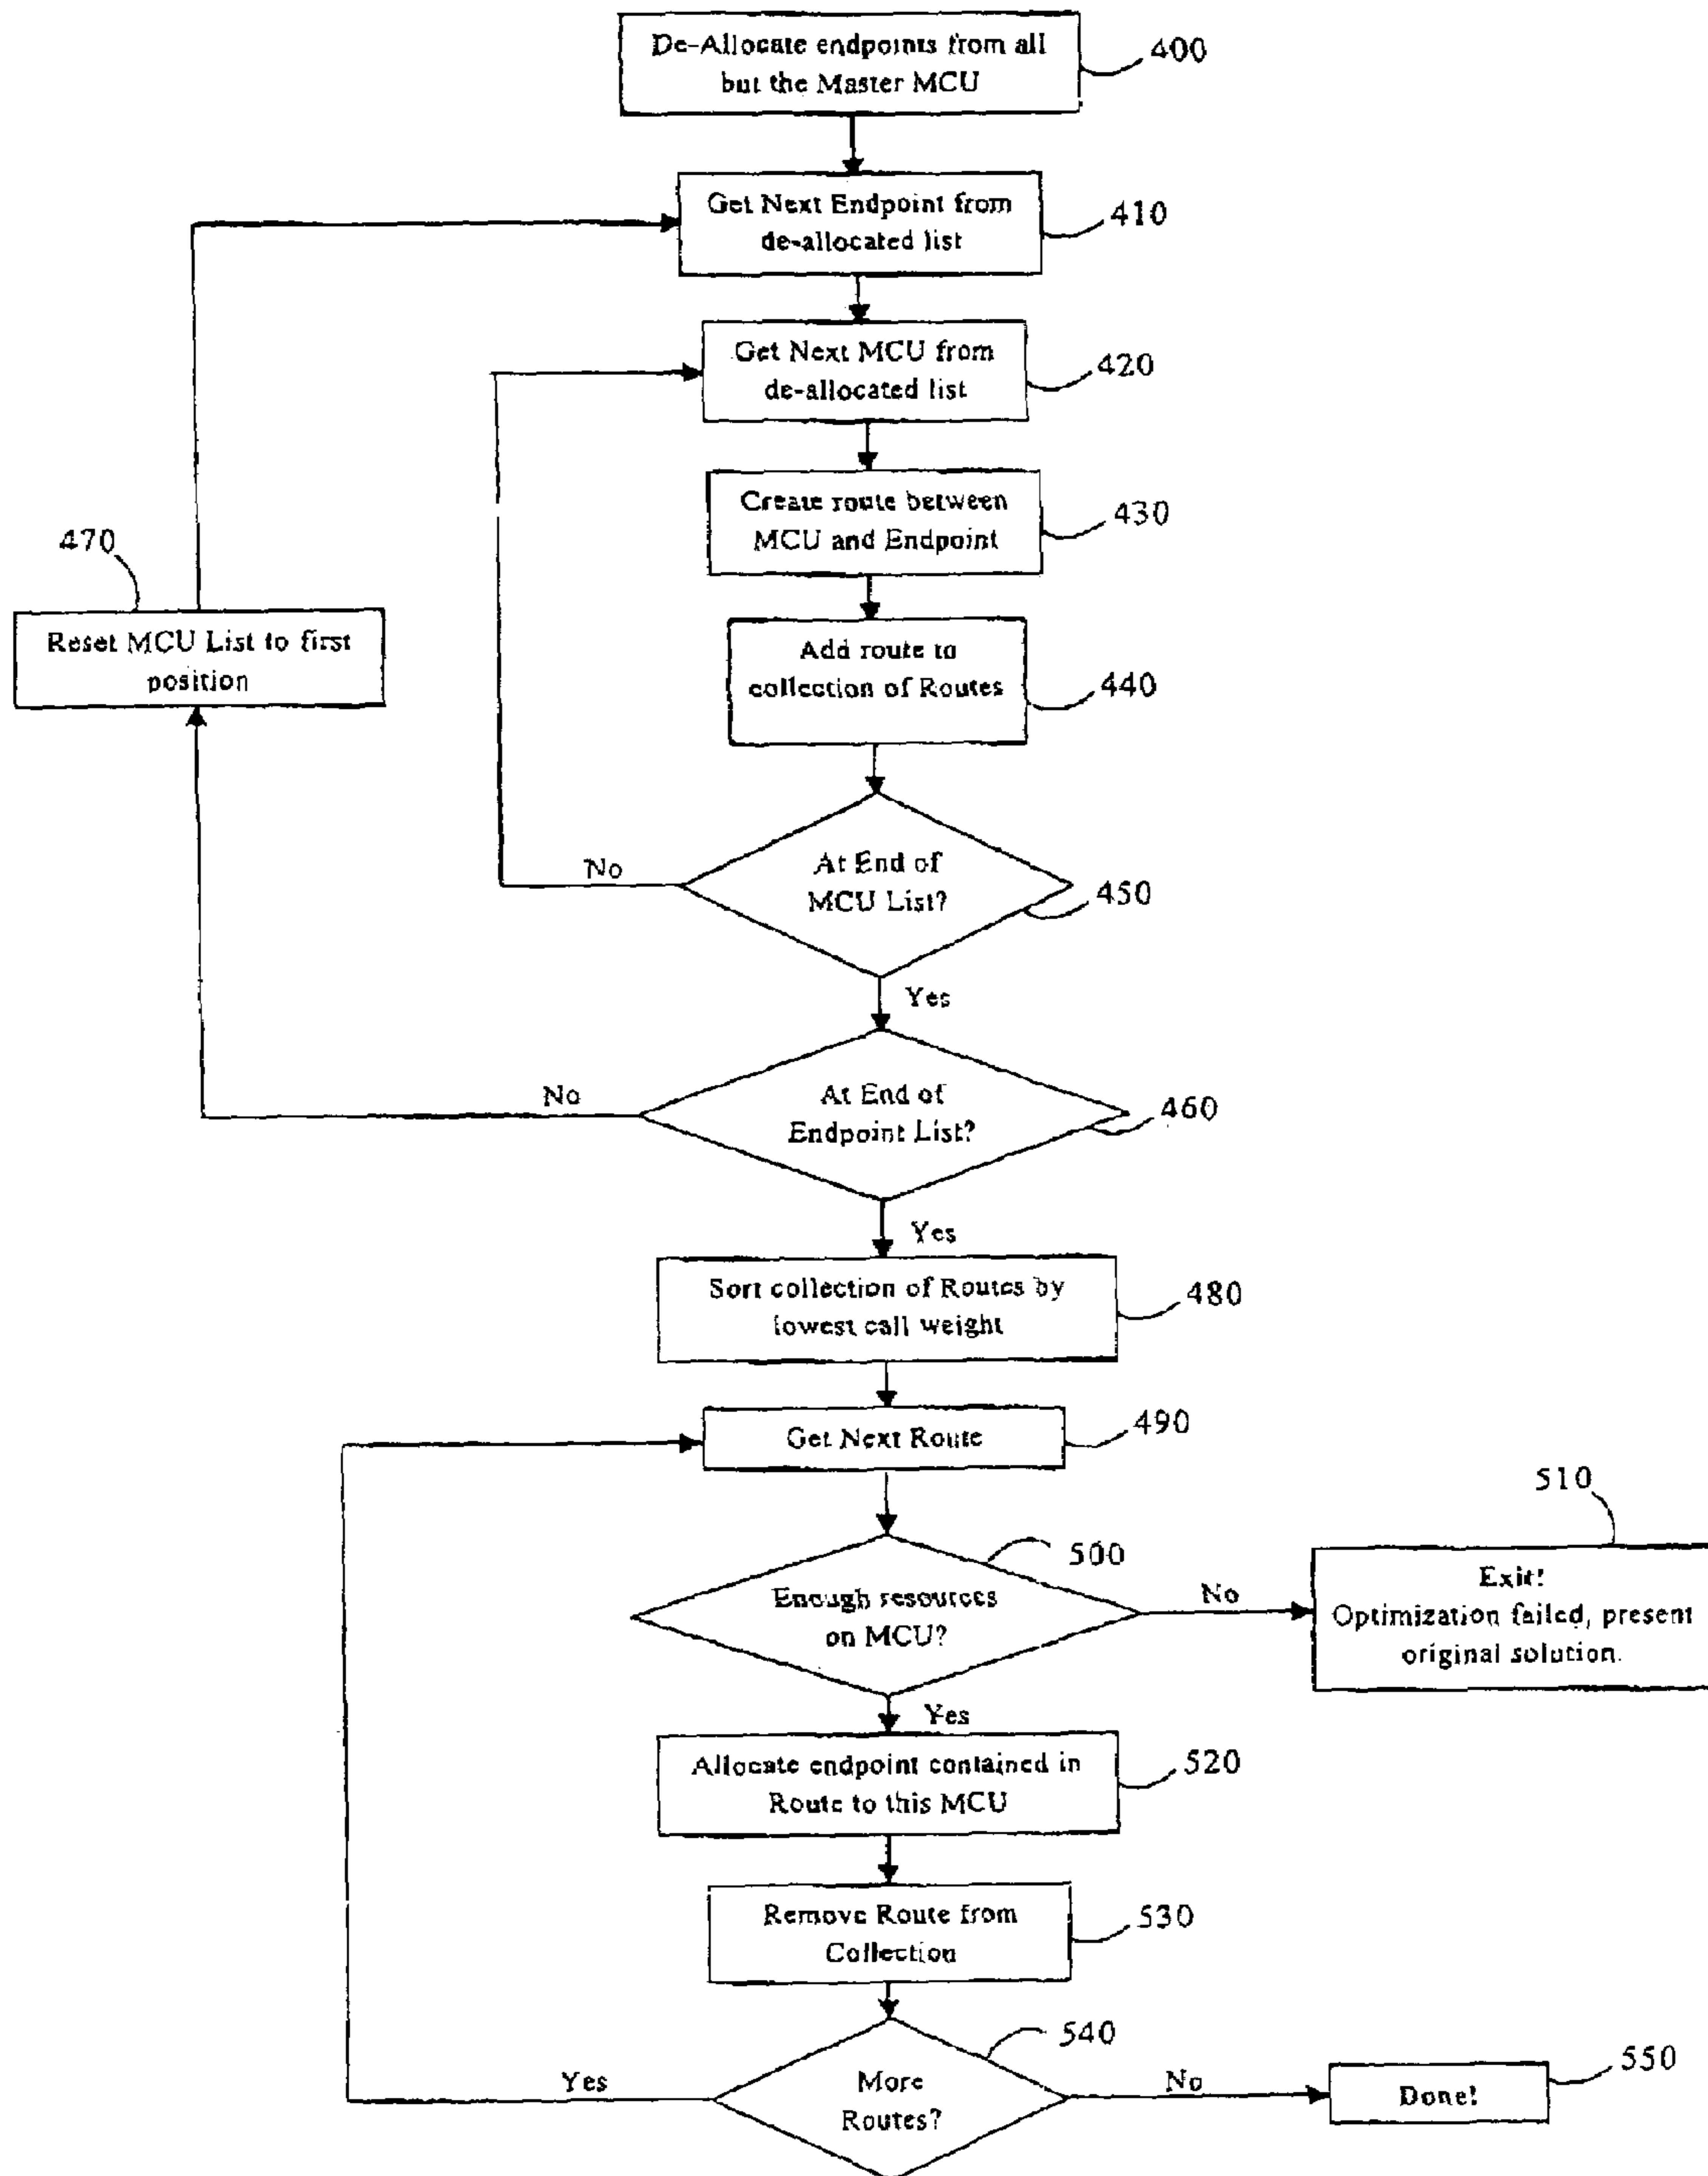 De-Allocate endpoints from all
but the Master MCU
400
Get Next Endpoint from
de-allocated list
410
Get Next MCU from
de-allocated list
420
Create route between
MCU and Endpoint
430
470
Reset MCU List to first
position
Add route to
collection of Routes
440
At End of
MCU List?
No
450
Yes
At End of
Endpoint List?
No
460
Yes
Sort collection of Routes by
lowest call weight
480
Get Next Route
490
510
500
Enough resources
on MCU?
No
Exit!
Optimization failed, present
original solution.
Yes
Allocate endpoint contained in
Route to this MCU
520
Remove Route from
Collection
530
540
More
Routes?
Yes
No
Done!
550